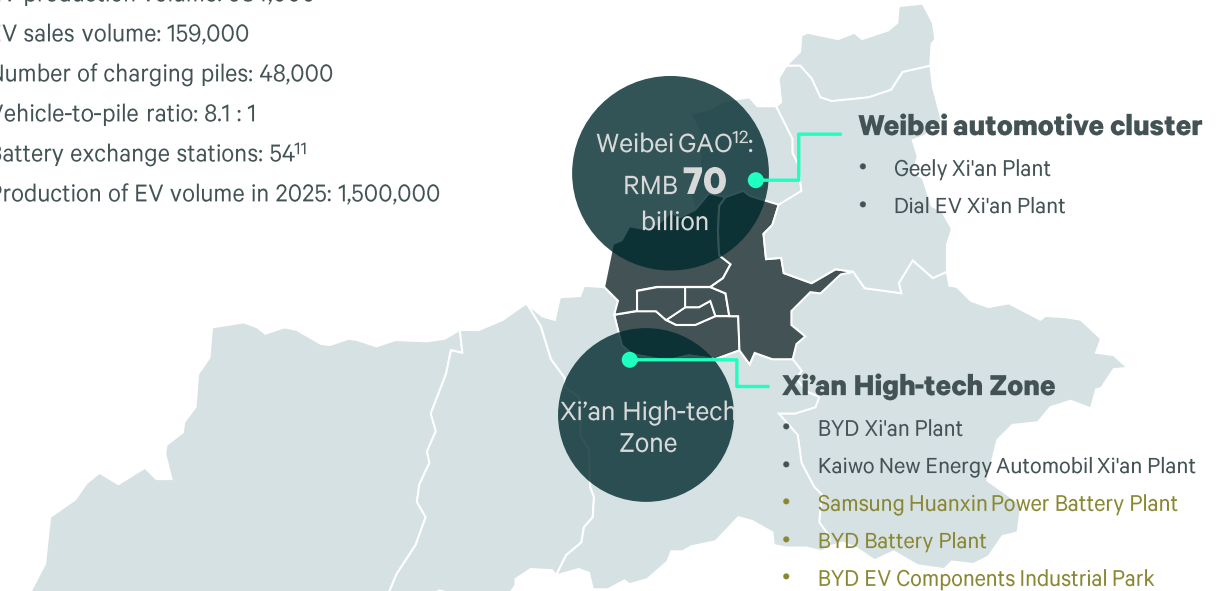 EV sales volume: 159,000
Number of charging piles: 48,000
Vehicle-to-pile ratio: 8.1 : 1
Battery exchange stations: 54¹¹
Production of EV volume in 2025: 1,500,000
Weibei GAO¹²:
RMB 70
billion
Weibei automotive cluster
• Geely Xi'an Plant
• Dial EV Xi'an Plant
Xi'an High-tech
Zone
Xi’an High-tech Zone
• BYD Xi'an Plant
• Kaiwo New Energy Automobil Xi'an Plant
• Samsung Huanxin Power Battery Plant
• BYD Battery Plant
• BYD EV Components Industrial Park